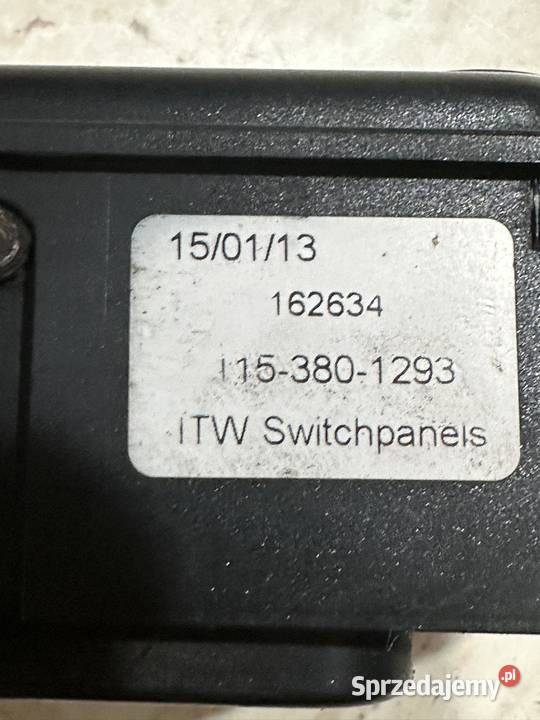 15/01/13
162634
115-380-1293
ITW Switchpanels
Sprzedajemy.pl